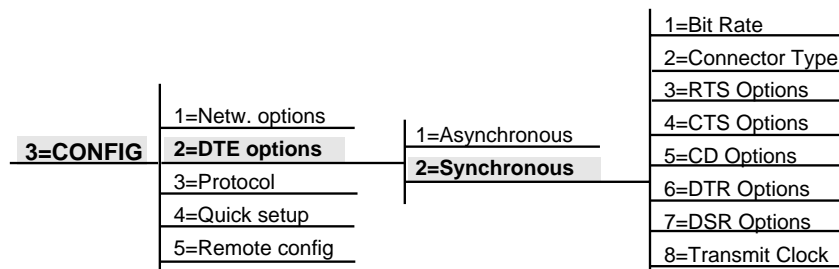 3=CONFIG
1=Netw. options
2=DTE options
3=Protocol
4=Quick setup
5=Remote config
1=Asynchronous
2=Synchronous
1=Bit Rate
2=Connector Type
3=RTS Options
4=CTS Options
5=CD Options
6=DTR Options
7=DSR Options
8=Transmit Clock